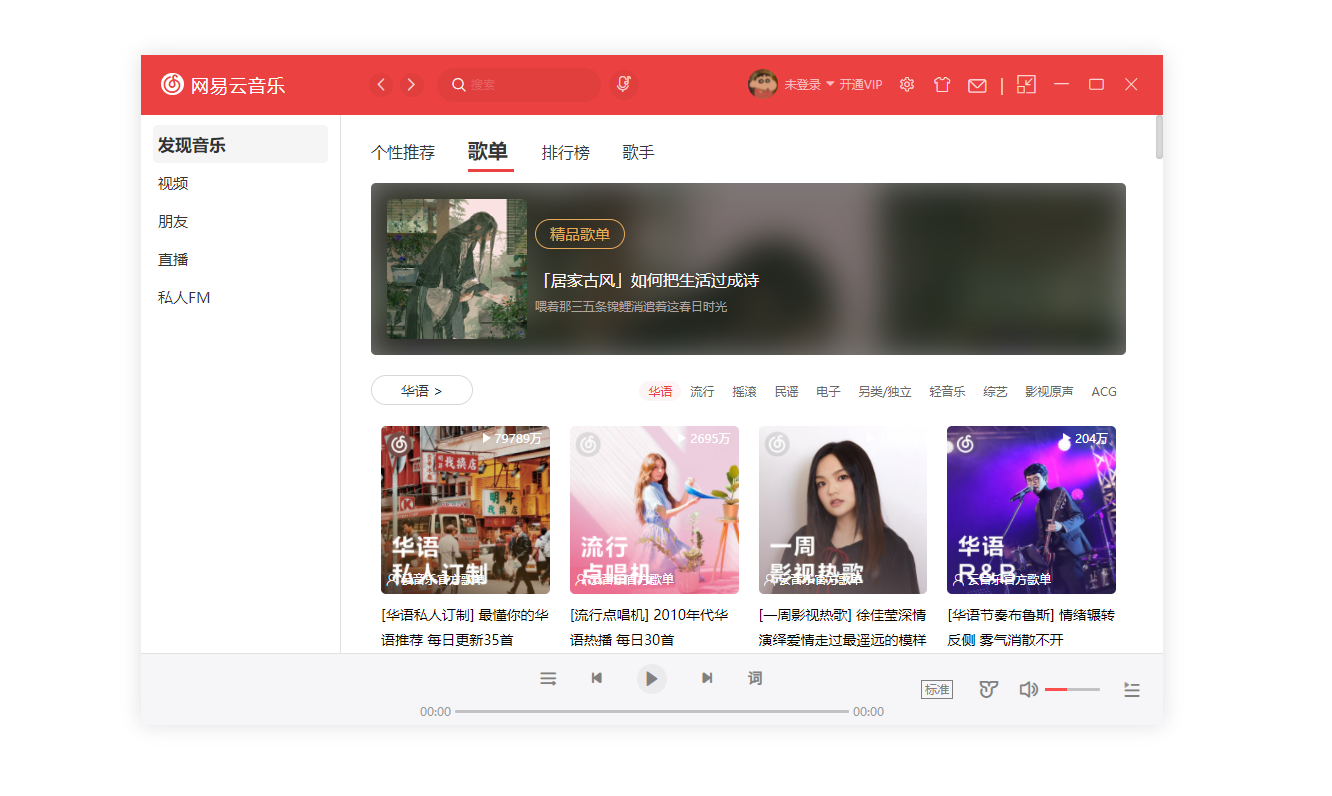 网易云音乐
搜索
未登录 开通VIP
发现音乐
视频
朋友
直播
私人FM
个性推荐 歌单 排行榜 歌手
精品歌单
「居家古风」如何把生活过成诗
喂着那三五条锦鲤消遣着这春日时光
华语 >
华语 流行 摇滚 民谣 电子 另类/独立 轻音乐 综艺 影视原声 ACG
79789万
找换店
明昇
找换店
华语
私人订制
云音乐官方歌单
[华语私人订制] 最懂你的华
语推荐 每日更新35首
2695万
流行
点唱机
云音乐官方歌单
[流行点唱机] 2010年代华
语热播 每日30首
一周
影视热歌
云音乐官方歌单
[一周影视热歌] 徐佳莹深情
演绎爱情走过最遥远的模样
204万
华语
R&B
云音乐官方歌单
[华语节奏布鲁斯] 情绪辗转
反侧 雾气消散不开
词
标准
00:00 00:00